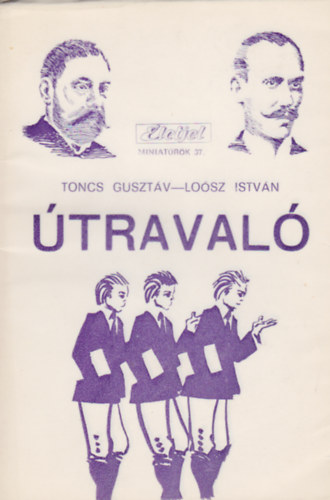 Életjel
MINIATŰRÖK 37.
TONCS GUSZTÁV—LOÓSZ ISTVÁN
ÚTRAVALÓ